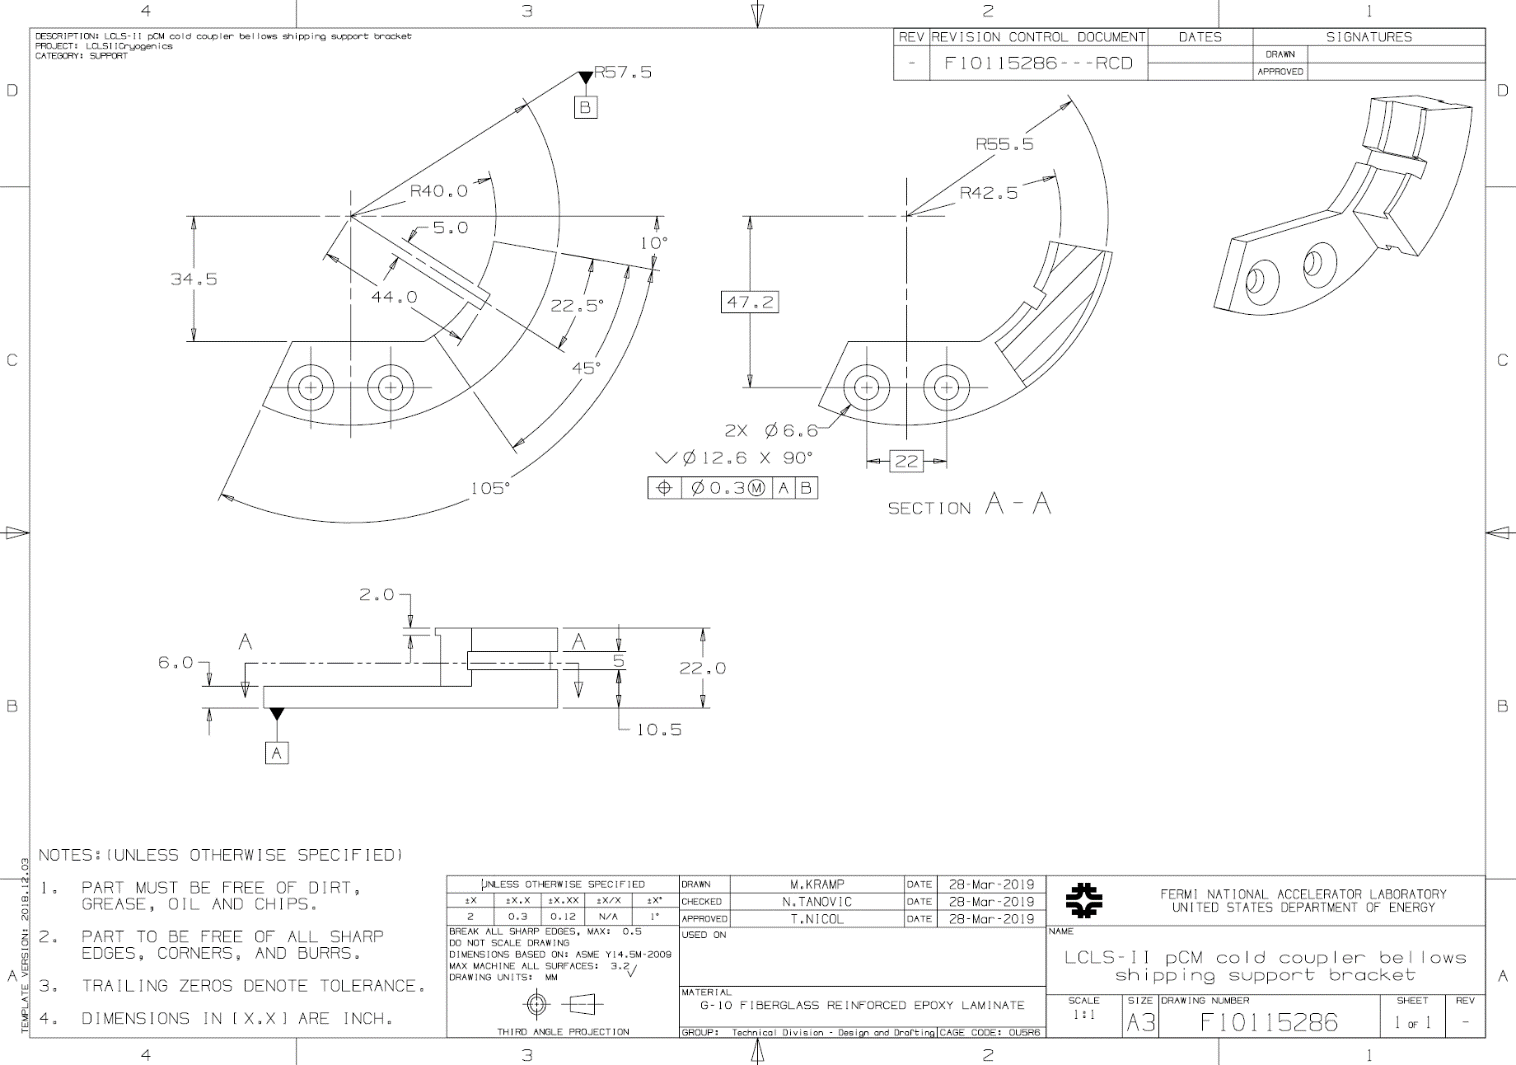 4 3 2 1
DESCRIPTION: LCLS-II pCM cold coupler bellows shipping support bracket
PROJECT: LCLSIICryogenics
CATEGORY: SUPPORT
REV REVISION CONTROL DOCUMENT DATES SIGNATURES
- F10115286---RCD DRAWN
APPROVED
D D
R57.5
B
R40.0
5.0
10°
34.5
44.0
22.5°
45°
105°
R55.5
R42.5
47.2
2X Ø6.6
⌵Ø12.6 X 90°
⌖ Ø0.3Ⓜ A B
22
SECTION A-A
C C
2.0
A A
6.0
5
22.0
10.5
A
B B
NOTES:(UNLESS OTHERWISE SPECIFIED)
1. PART MUST BE FREE OF DIRT,
GREASE, OIL AND CHIPS.
2. PART TO BE FREE OF ALL SHARP
EDGES, CORNERS, AND BURRS.
3. TRAILING ZEROS DENOTE TOLERANCE.
4. DIMENSIONS IN [X.X] ARE INCH.
TEMPLATE VERSION: 2018.12.03
A A
UNLESS OTHERWISE SPECIFIED
±X ±X.X ±X.XX ±X/X ±X°
2 0.3 0.12 N/A 1°
BREAK ALL SHARP EDGES, MAX: 0.5
DO NOT SCALE DRAWING
DIMENSIONS BASED ON: ASME Y14.5M-2009
MAX MACHINE ALL SURFACES: 3.2√
DRAWING UNITS: MM
THIRD ANGLE PROJECTION
DRAWN M.KRAMP DATE 28-Mar-2019
CHECKED N.TANOVIC DATE 28-Mar-2019
APPROVED T.NICOL DATE 28-Mar-2019
USED ON
MATERIAL
G-10 FIBERGLASS REINFORCED EPOXY LAMINATE
GROUP: Technical Division - Design and Drafting CAGE CODE: OU5R6
FERMI NATIONAL ACCELERATOR LABORATORY
UNITED STATES DEPARTMENT OF ENERGY
NAME
LCLS-II pCM cold coupler bellows
shipping support bracket
SCALE SIZE DRAWING NUMBER SHEET REV
1:1 A3 F10115286 1 OF 1 -
4 3 2 1